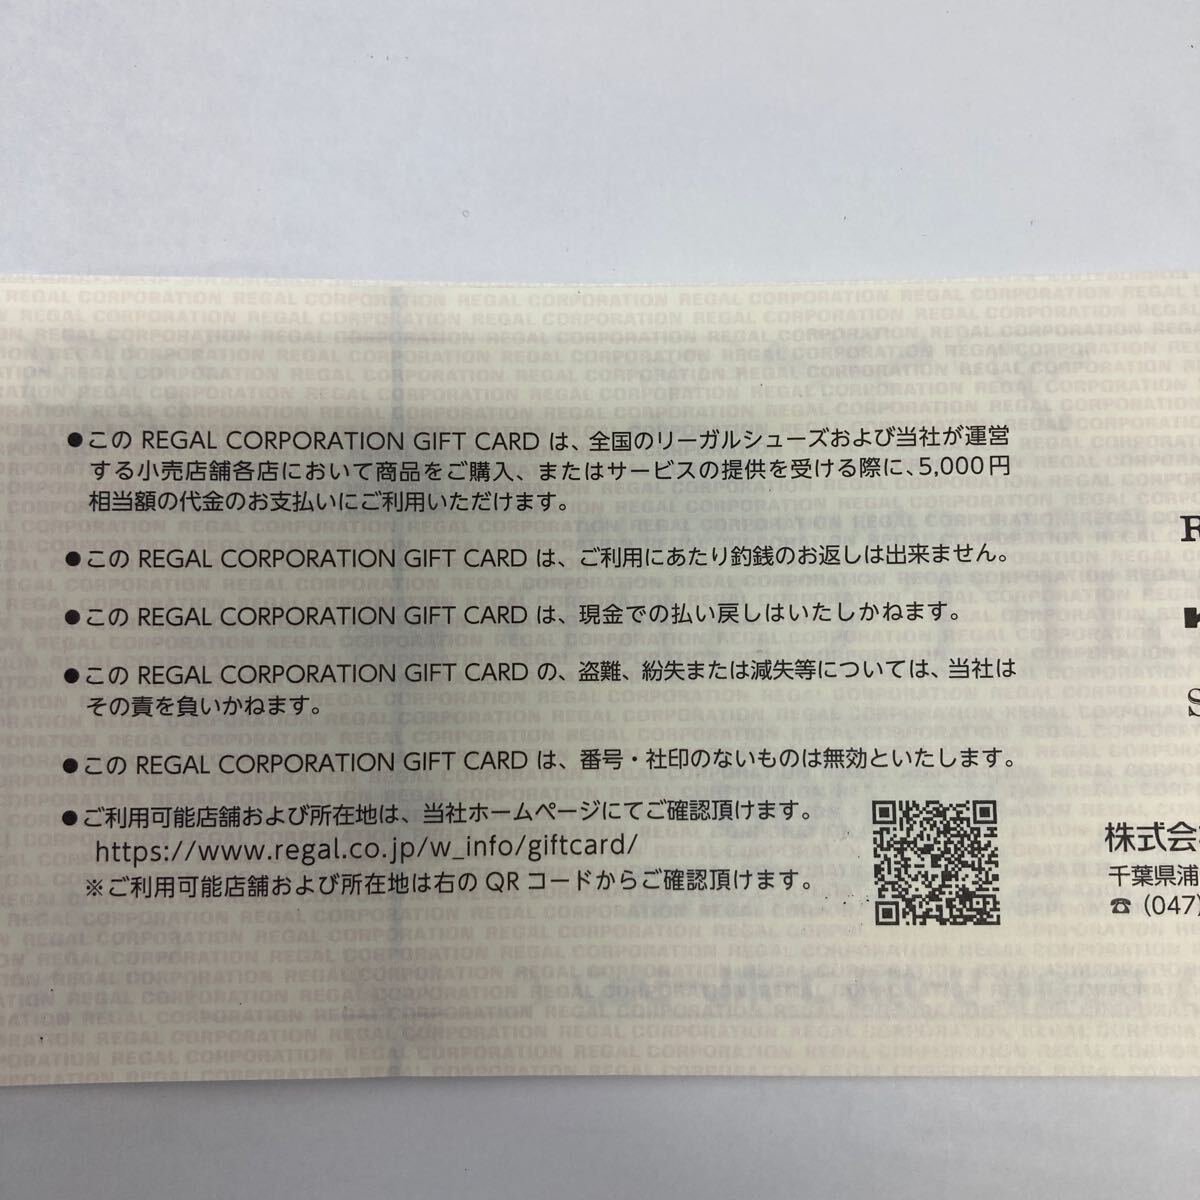 ●この REGAL CORPORATION GIFT CARD は、全国のリーガルシューズおよび当社が運営
する小売店舗各店において商品をご購入、またはサービスの提供を受ける際に、5,000円
相当額の代金のお支払いにご利用いただけます。
●この REGAL CORPORATION GIFT CARD は、ご利用にあたり釣銭のお返しは出来ません。
●この REGAL CORPORATION GIFT CARD は、現金での払い戻しはいたしかねます。
●この REGAL CORPORATION GIFT CARD の、盗難、紛失または滅失等については、当社は
その責を負いかねます。
●この REGAL CORPORATION GIFT CARD は、番号・社印のないものは無効といたします。
●ご利用可能店舗および所在地は、当社ホームページにてご確認頂けます。
https://www.regal.co.jp/w_info/giftcard/
※ご利用可能店舗および所在地は右のQRコードからご確認頂けます。
R
S
株式会
千葉県浦
☎ (047)